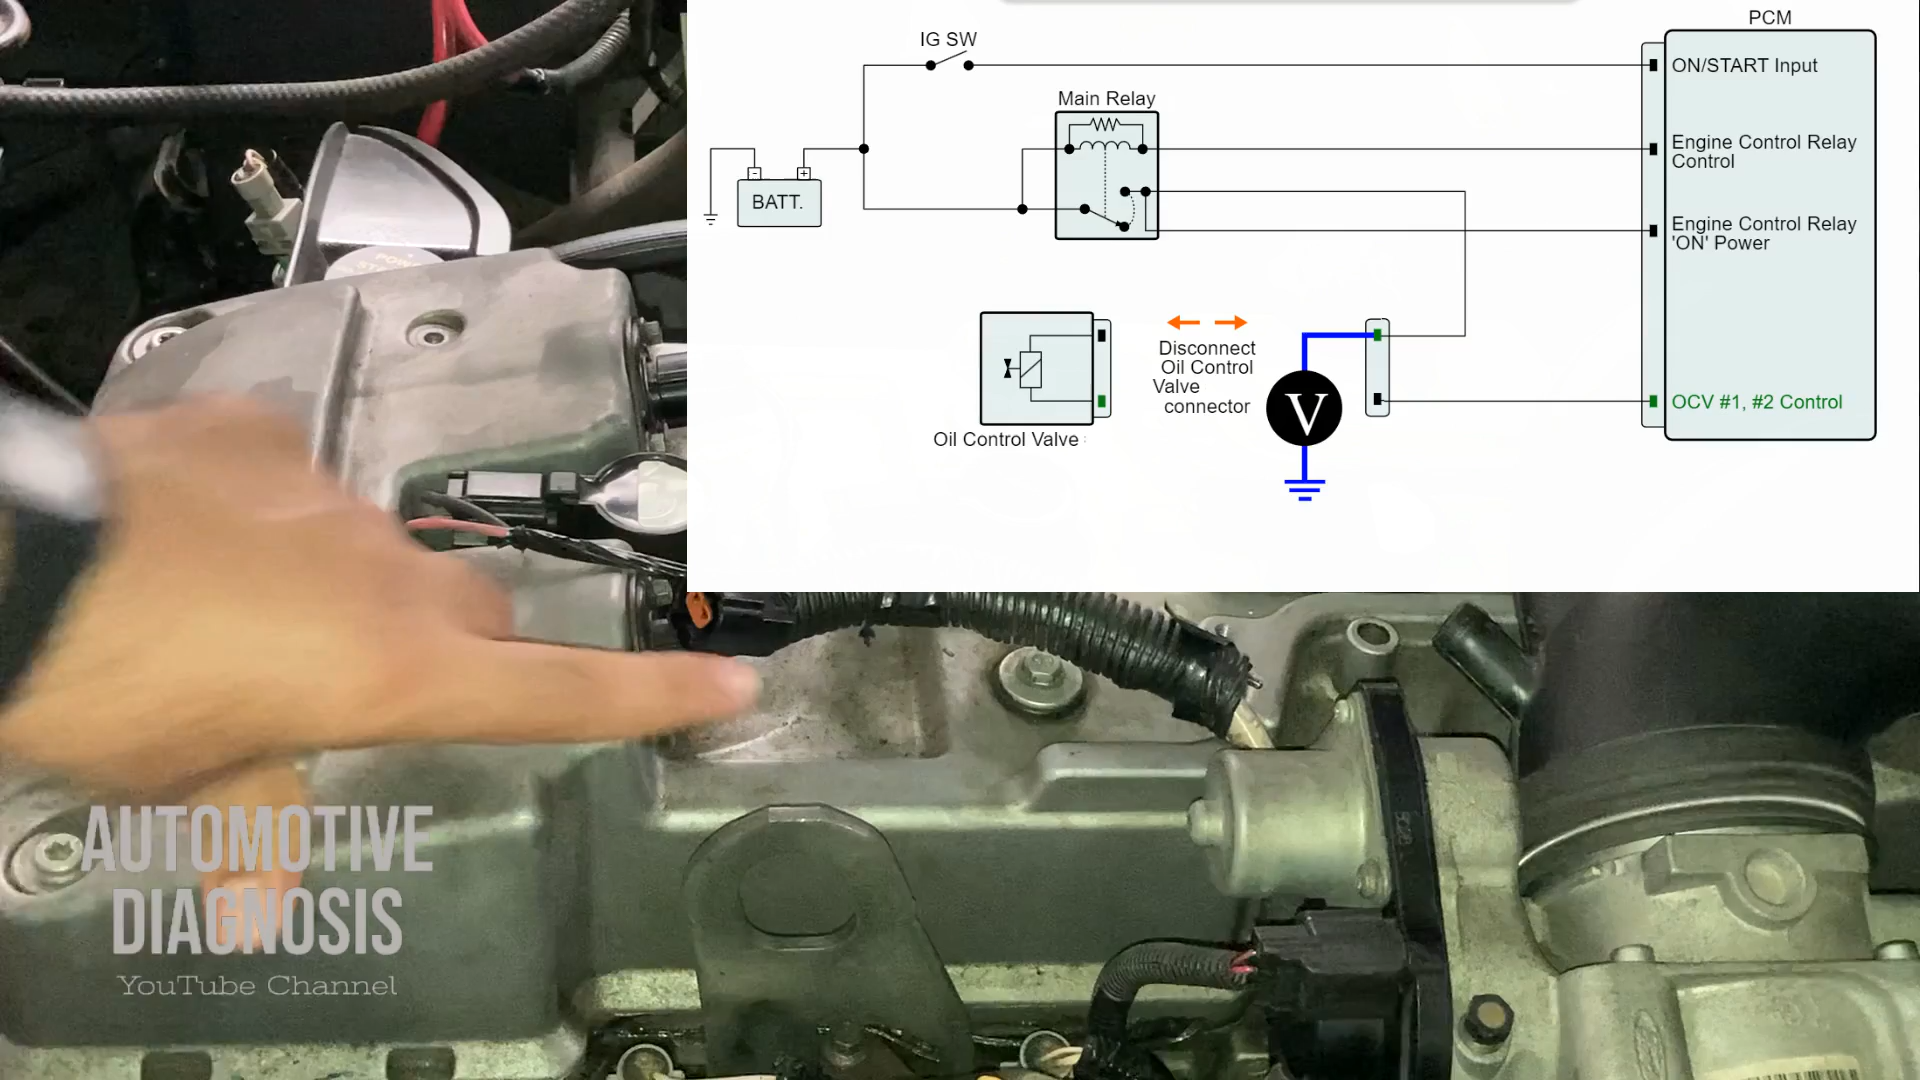 PCM
IG SW
ON/START Input
Main Relay
Engine Control Relay
Control
- +
BATT.
Engine Control Relay
'ON' Power
Disconnect
Oil Control
Valve
connector
V
OCV #1, #2 Control
Oil Control Valve
AUTOMOTIVE
DIAGNOSIS
YouTube Channel